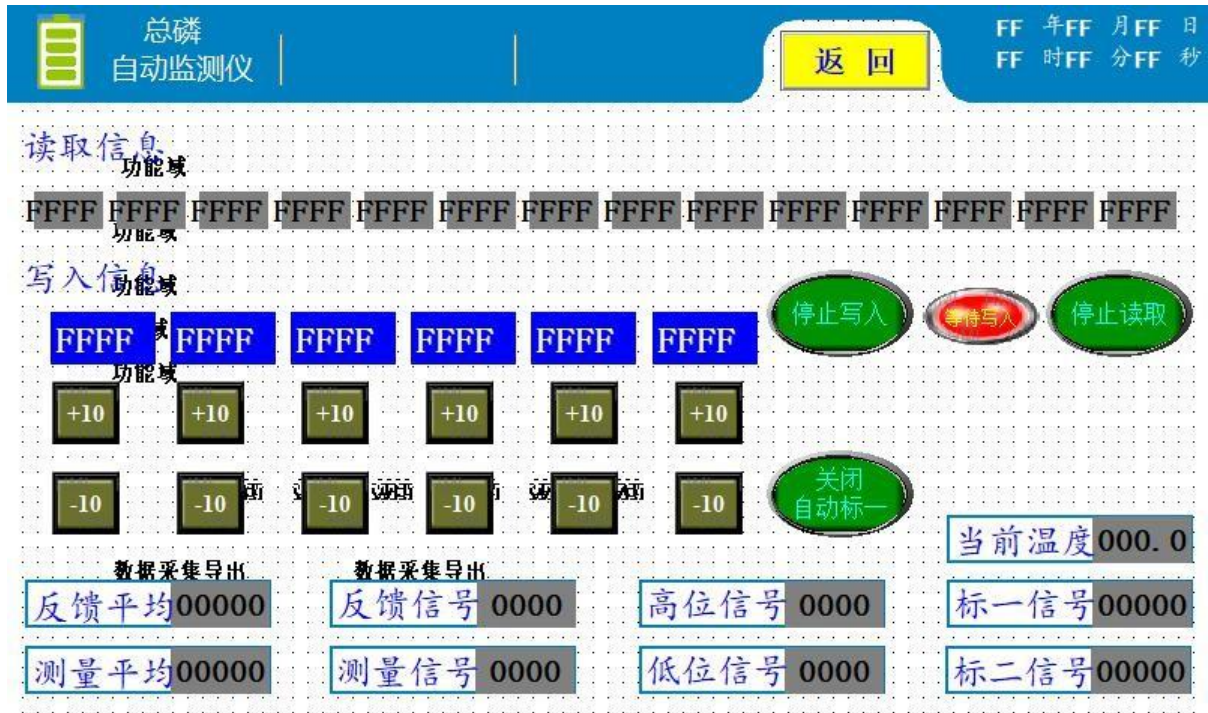 总磷
自动监测仪
返 回
FF 年FF 月FF 日
FF 时FF 分FF 秒
读取信息
功能域
FFFF FFFF FFFF FFFF FFFF FFFF FFFF FFFF FFFF FFFF FFFF FFFF FFFF FFFF
功能域
写入信息
功能域
停止写入 等待写入 停止读取
域
FFFF FFFF FFFF FFFF FFFF FFFF
功能域
+10 +10 +10 +10 +10 +10
-10 -10 -10 -10 -10 -10
关闭
自动标一
当前温度 000. 0
数据采集导出 数据采集导出
反馈平均 00000 反馈信号 0000 高位信号 0000 标一信号 00000
测量平均 00000 测量信号 0000 低位信号 0000 标二信号 00000